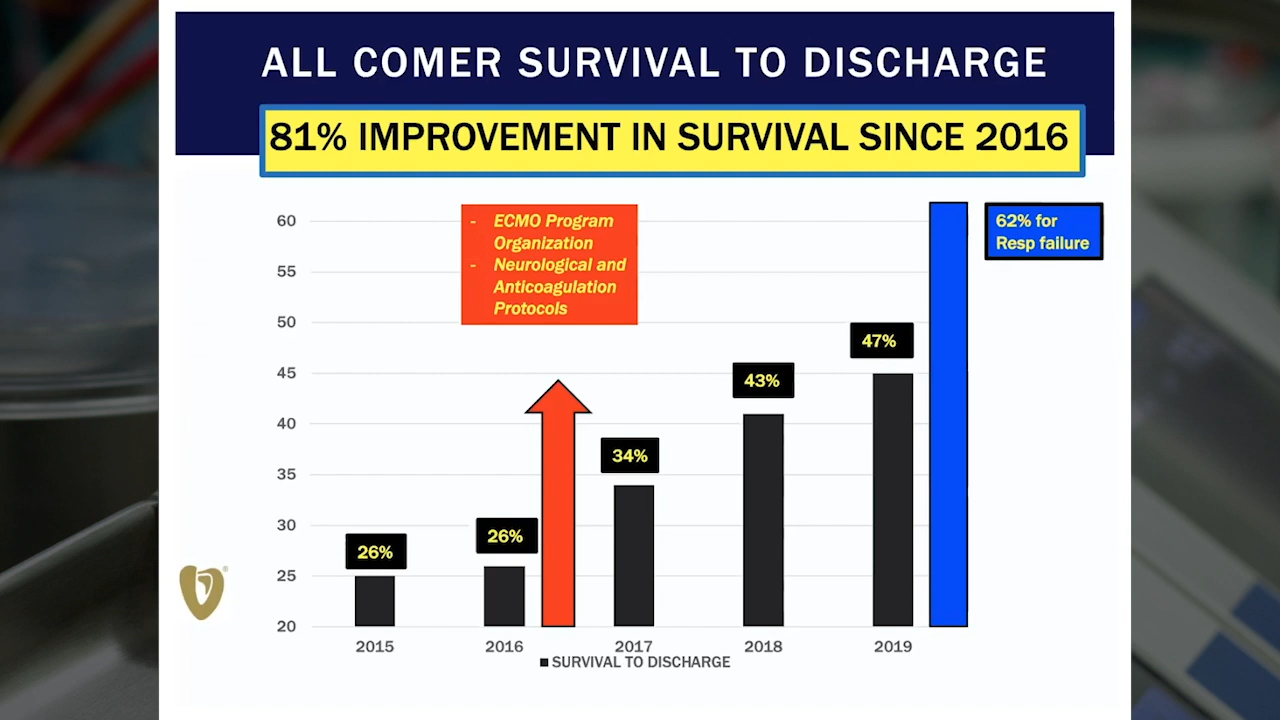 ALL COMER SURVIVAL TO DISCHARGE
81% IMPROVEMENT IN SURVIVAL SINCE 2016
60
55
50
45
40
35
30
25
20
- ECMO Program
Organization
- Neurological and
Anticoagulation
Protocols
62% for
Resp failure
26%
26%
34%
43%
47%
2015
2016
2017
2018
2019
SURVIVAL TO DISCHARGE
®